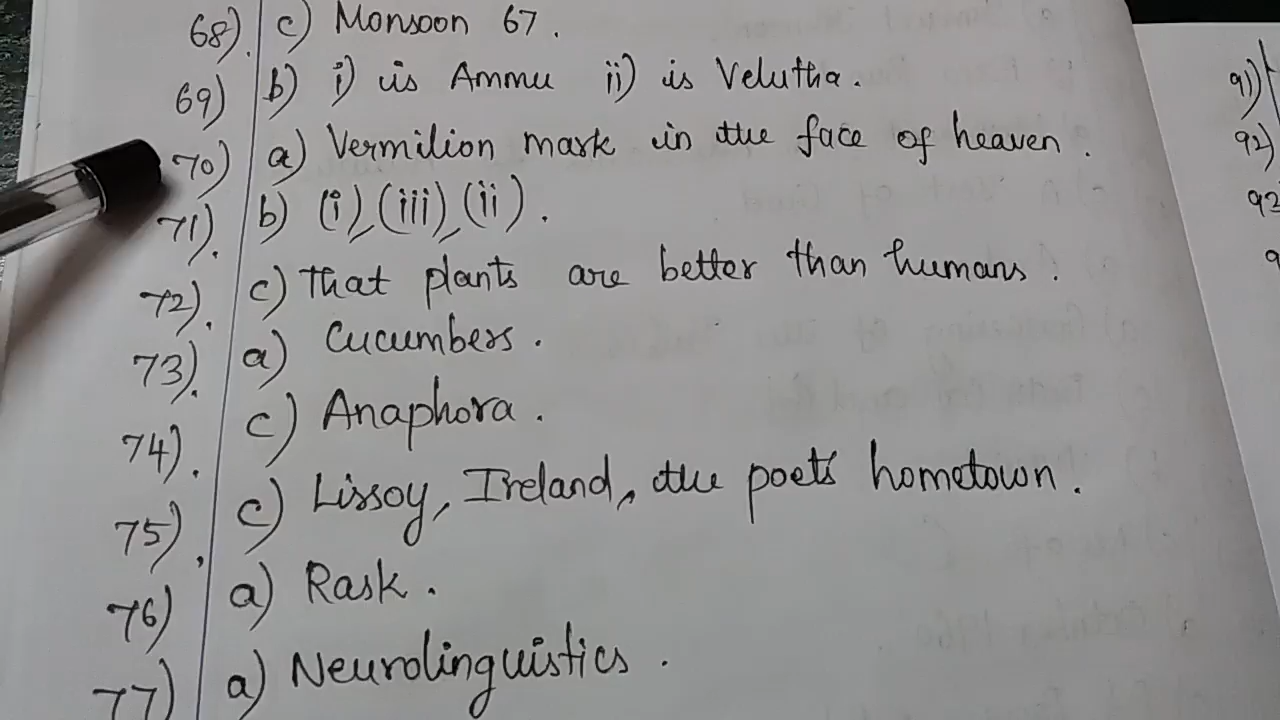 68). c) Monsoon 67.
69) b) i) is Ammu ii) is Velutha.
70) a) Vermilion mark in the face of heaven.
71). b) (i), (iii), (ii).
72). c) That plants are better than humans.
73). a) Cucumbers.
74). c) Anaphora.
75). c) Lissoy, Ireland, the poet's hometown.
76) a) Rask.
77) a) Neurolinguistics.
91)
92)